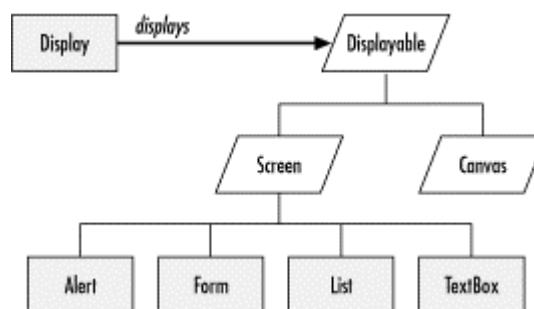 Display
displays
Displayable
Screen
Canvas
Alert
Form
List
TextBox